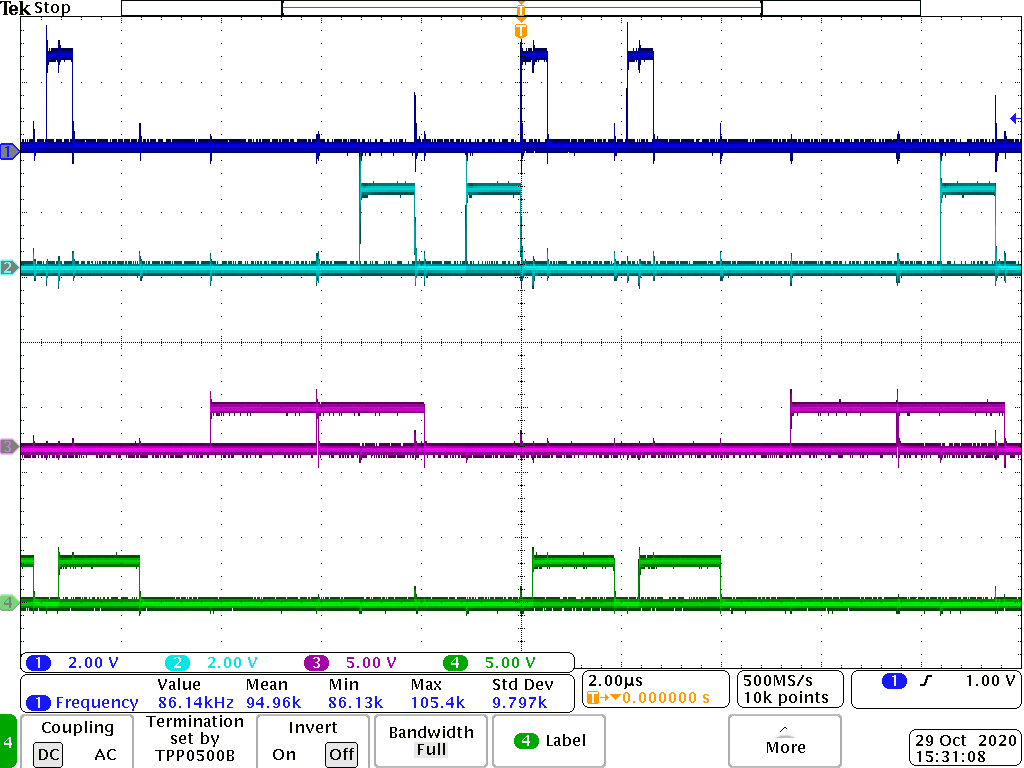 Tek Stop
T
T
1
2
3
4
1 2.00 V 2 2.00 V 3 5.00 V 4 5.00 V
Value Mean Min Max Std Dev
1 Frequency 86.14kHz 94.96k 86.13k 105.4k 9.797k
2.00µs
T→▼0.000000 s
500MS/s
10k points
1 1.00 V
4
Coupling
DC AC
Termination
set by
TPP0500B
Invert
On Off
Bandwidth
Full
4 Label
More
29 Oct 2020
15:31:08